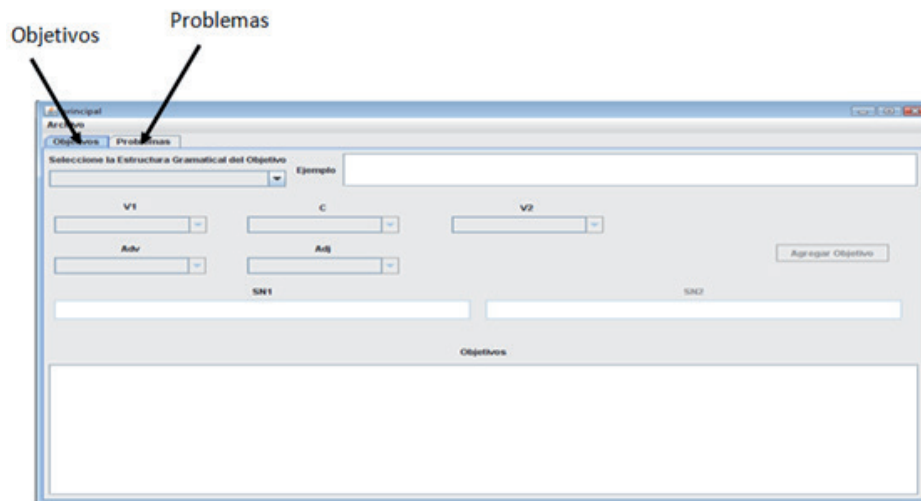 Problemas
Objetivos
principal
Archivo
Objetivos Problemas
Seleccione la Estructura Gramatical del Objetivo
Ejemplo
V1 C V2
Adv Adj
Agregar Objetivo
SN1 SN2
Objetivos